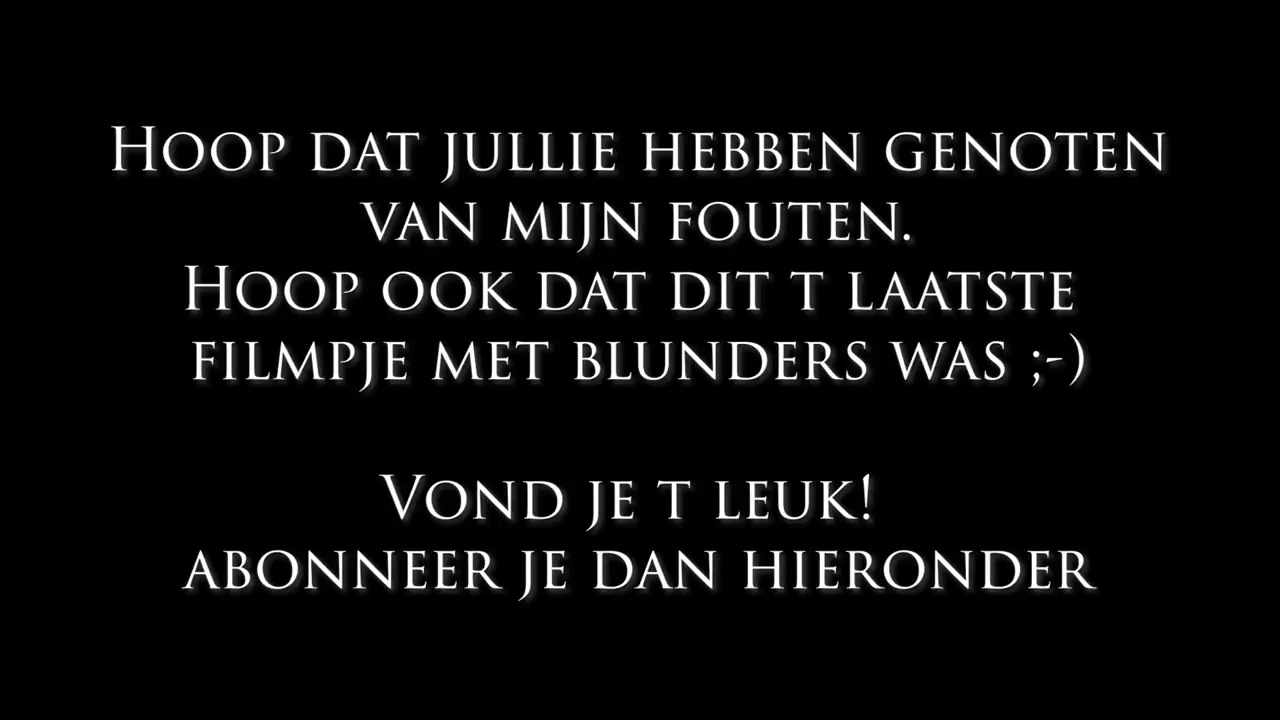 Hoop dat jullie hebben genoten
van mijn fouten.
Hoop ook dat dit t laatste
filmpje met blunders was ;-)
Vond je t leuk!
abonneer je dan hieronder